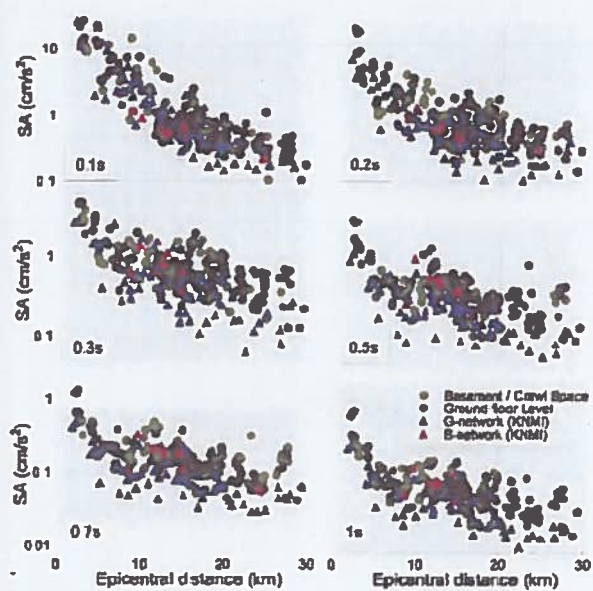 SA (cm/s²)
10
1
0.1
0.1s
0.2s
SA (cm/s²)
1
0.1
0.3s
0.5s
SA (cm/s²)
1
0.1
0.01
0.7s
Basement / Crawl Space
Ground floor Level
G-network (KNMI)
B-network (KNMI)
1s
0 10 20 30
0 10 20 30
Epicentral distance (km)
Epicentral distance (km)